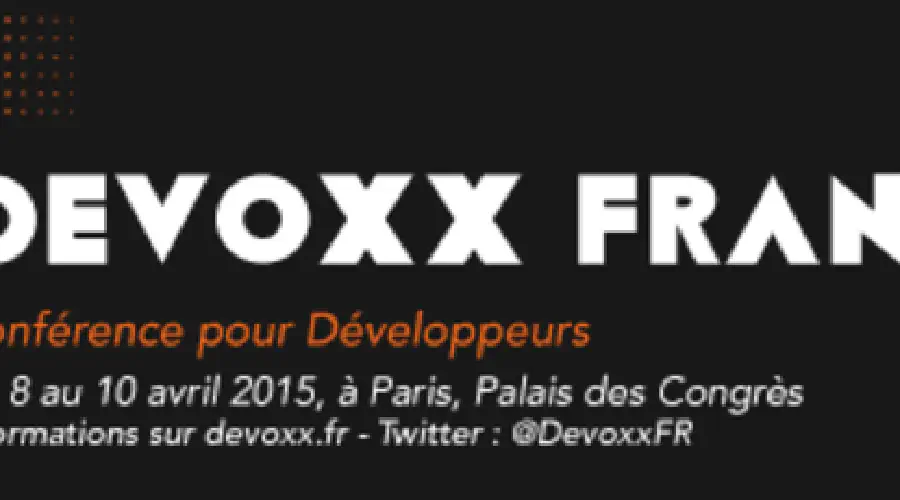 DEVOXX FRAN
onférence pour Développeurs
8 au 10 avril 2015, à Paris, Palais des Congrès
ormations sur devoxx.fr - Twitter : @DevoxxFR